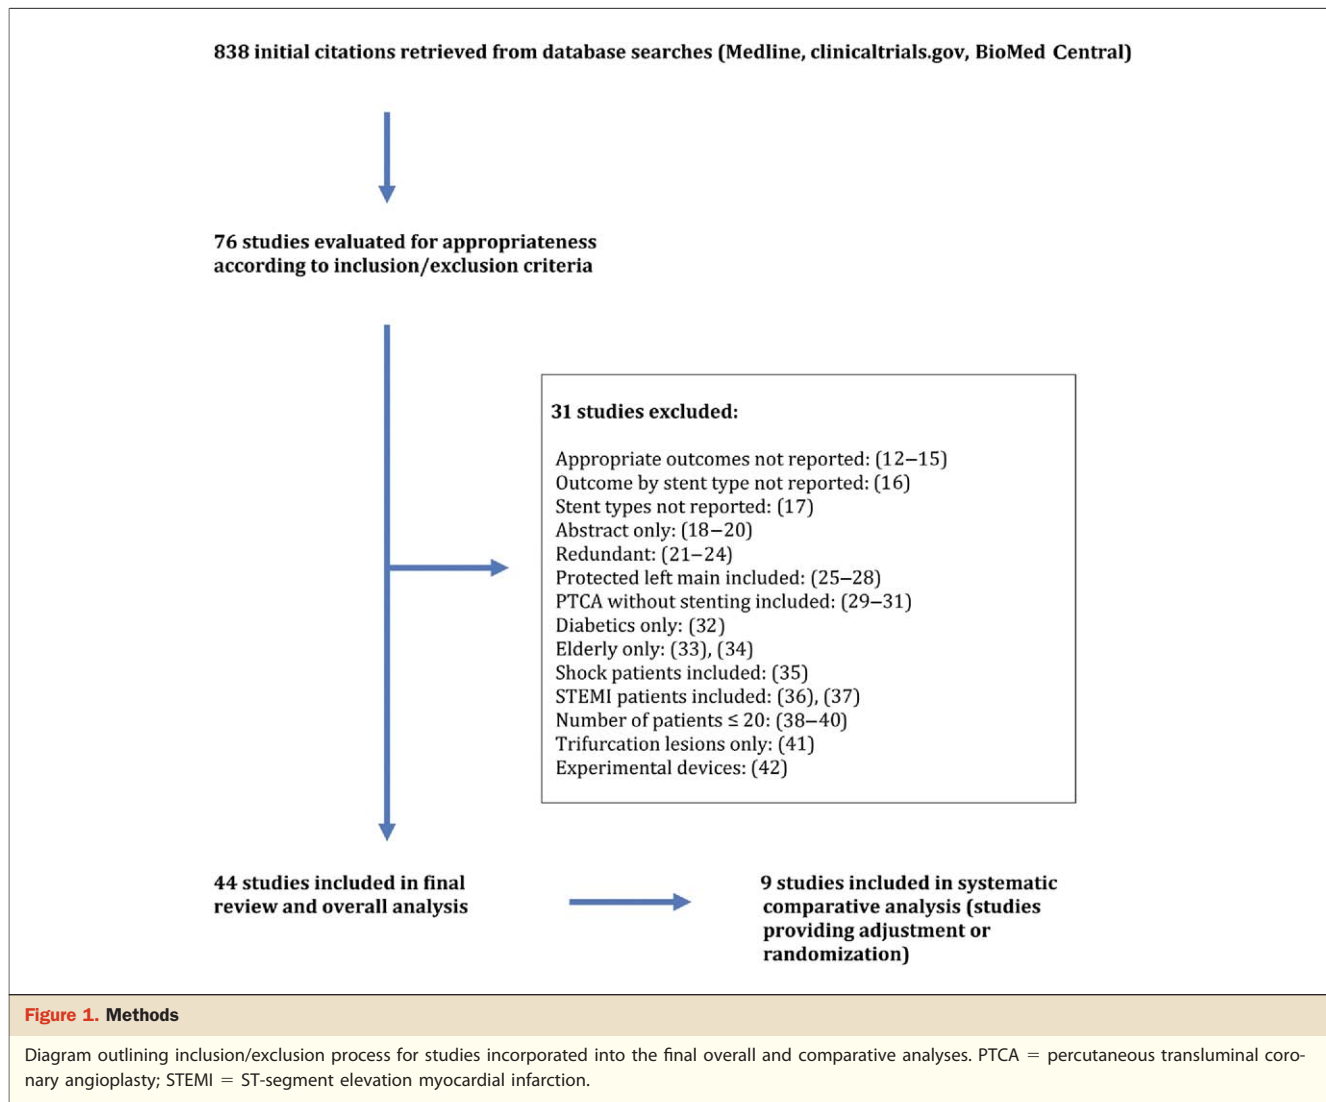 838 initial citations retrieved from database searches (Medline, clinicaltrials.gov, BioMed Central)
76 studies evaluated for appropriateness
according to inclusion/exclusion criteria
31 studies excluded:
Appropriate outcomes not reported: (12–15)
Outcome by stent type not reported: (16)
Stent types not reported: (17)
Abstract only: (18–20)
Redundant: (21–24)
Protected left main included: (25–28)
PTCA without stenting included: (29–31)
Diabetics only: (32)
Elderly only: (33), (34)
Shock patients included: (35)
STEMI patients included: (36), (37)
Number of patients ≤ 20: (38–40)
Trifurcation lesions only: (41)
Experimental devices: (42)
44 studies included in final
review and overall analysis
9 studies included in systematic
comparative analysis (studies
providing adjustment or
randomization)
Figure 1. Methods
Diagram outlining inclusion/exclusion process for studies incorporated into the final overall and comparative analyses. PTCA = percutaneous transluminal coro-
nary angioplasty; STEMI = ST-segment elevation myocardial infarction.